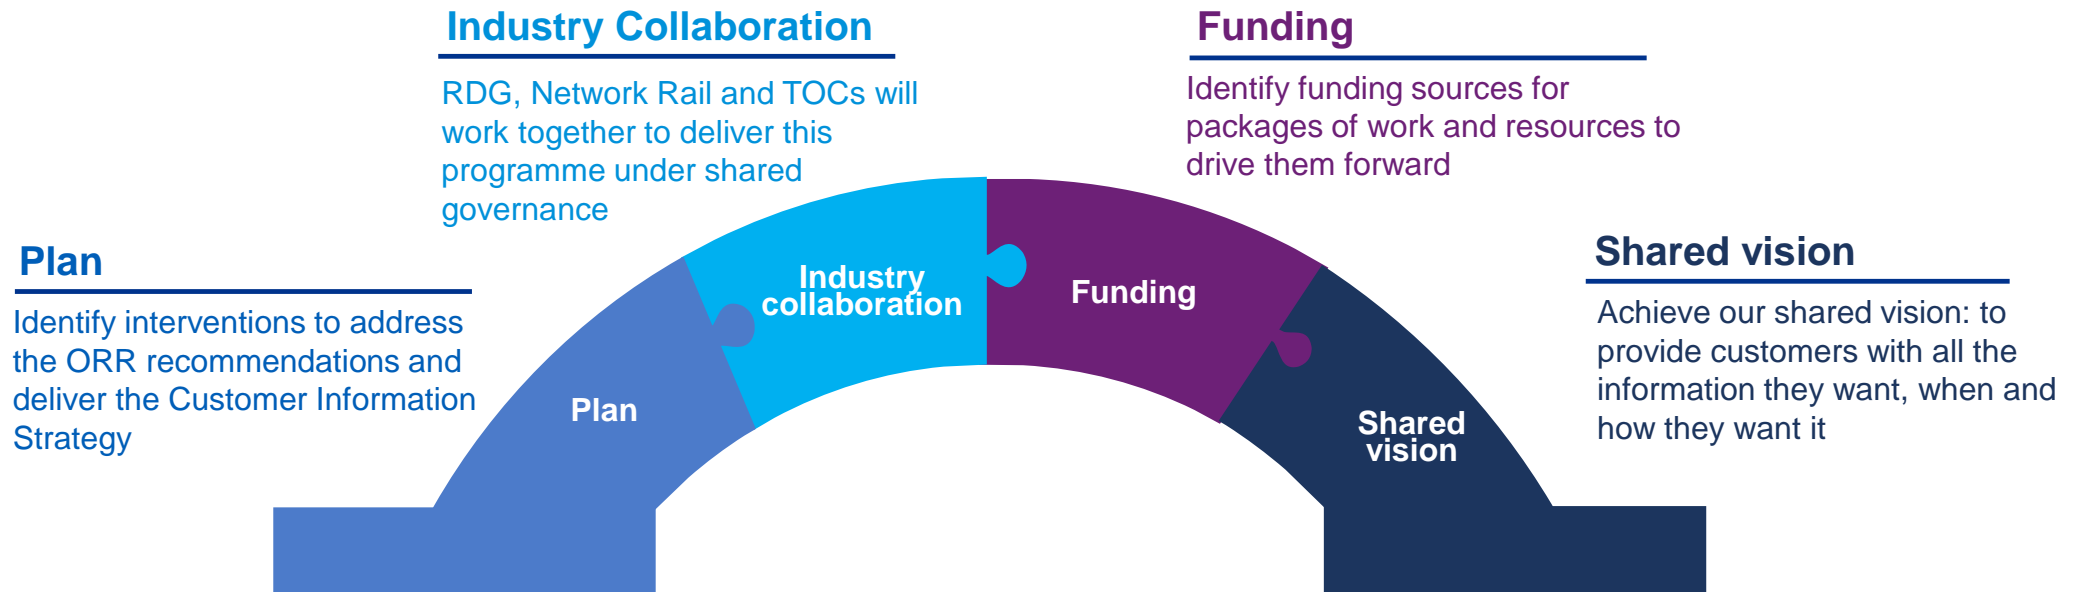 Industry Collaboration
RDG, Network Rail and TOCs will
work together to deliver this
programme under shared
governance
Funding
Identify funding sources for
packages of work and resources to
drive them forward
Plan
Identify interventions to address
the ORR recommendations and
deliver the Customer Information
Strategy
Shared vision
Achieve our shared vision: to
provide customers with all the
information they want, when and
how they want it
Plan
Industry
collaboration
Funding
Shared
vision